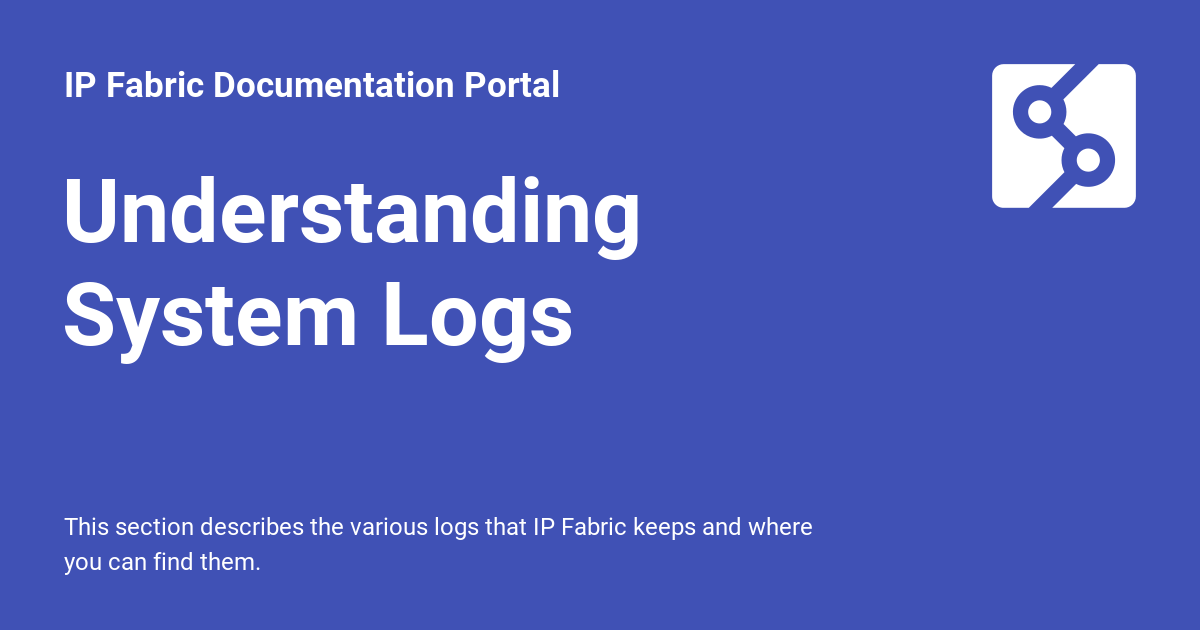 IP Fabric Documentation Portal
Understanding
System Logs
This section describes the various logs that IP Fabric keeps and where
you can find them.